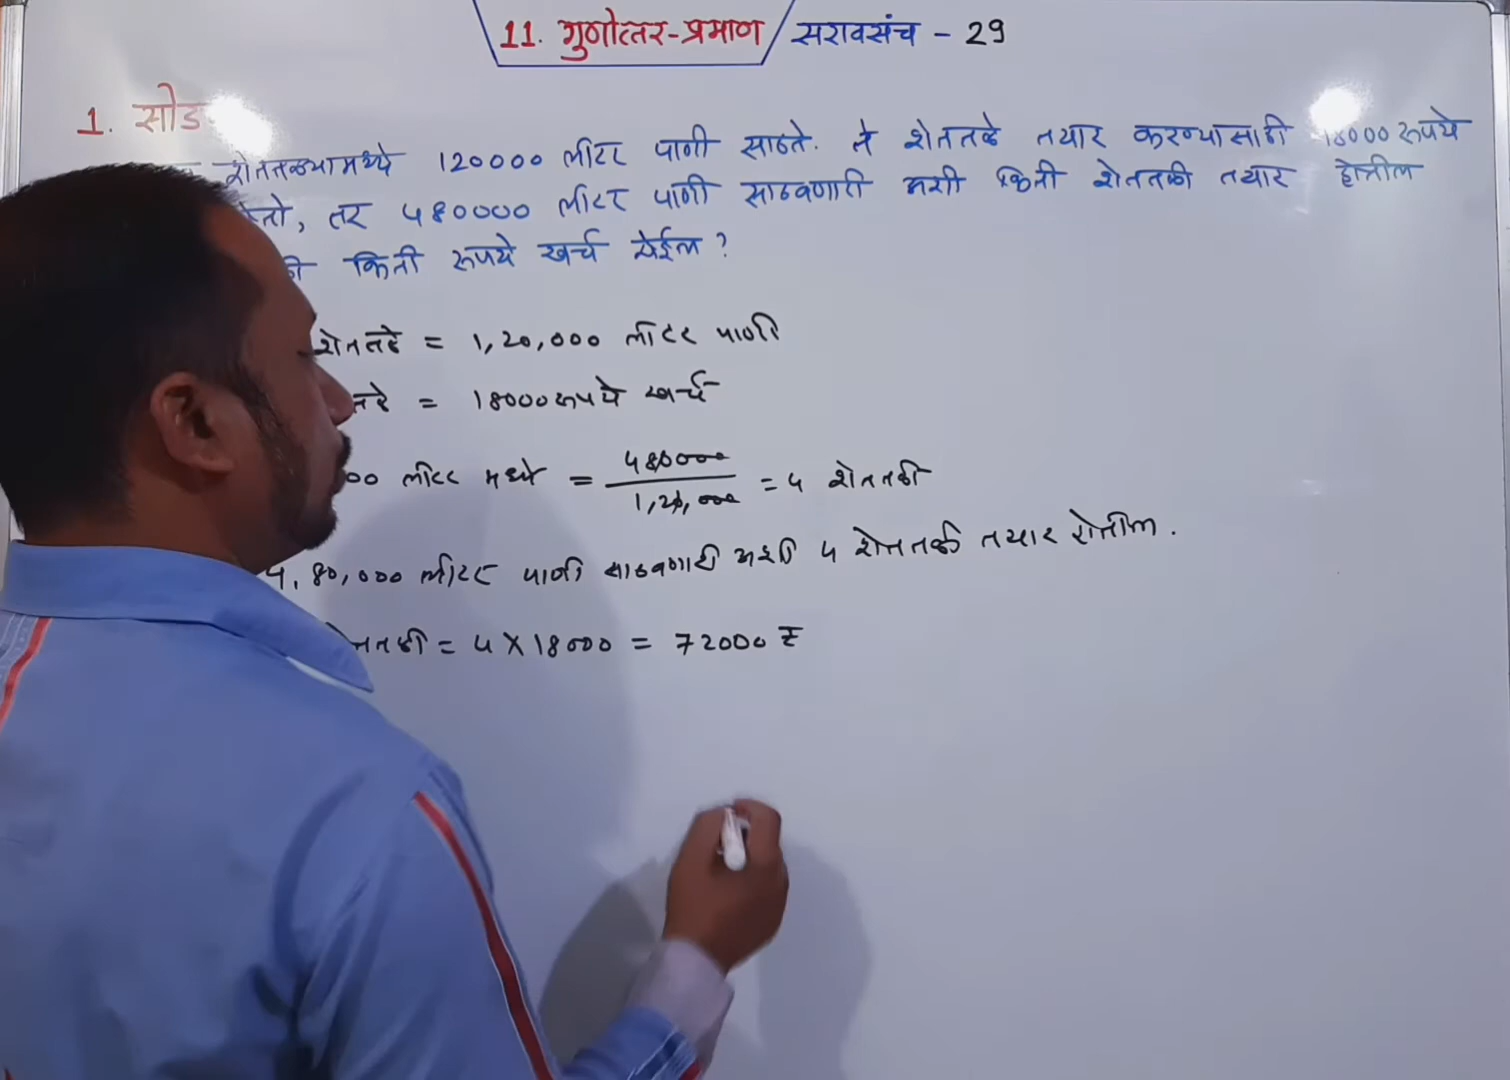 11. गुणोत्तर-प्रमाण / सरावसंच - 29
1. सोड
शेततळ्यामध्ये 120000 लीटर पाणी साठते. ते शेततळे तयार करण्यासाठी 18000 रुपये
तर 480000 लीटर पाणी साठवणारी अशी किती शेततळी तयार होतील
किती रुपये खर्च येईल ?
शेततळे = 1,20,000 लीटर पाणी
= 18000 रुपये खर्च
लीटर मध्ये = 480000 / 1,20,000 = 4 शेततळी
4,80,000 लीटर पाणी साठवणारी अशी 4 शेततळी तयार होतील.
= 4 × 18000 = 72000 ₹